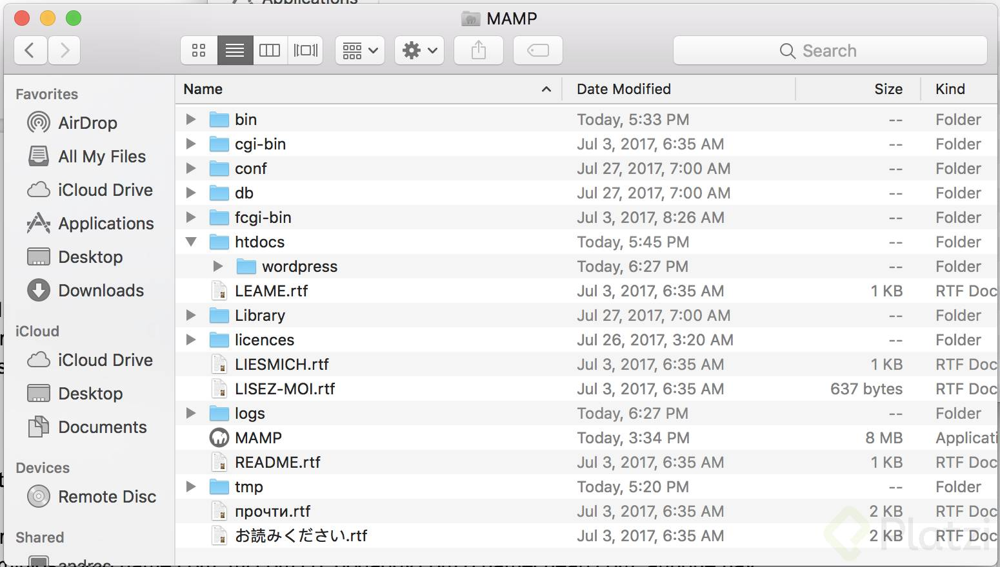 Applications
MAMP
Search
Name Date Modified Size Kind
Favorites
AirDrop
All My Files
iCloud Drive
Applications
Desktop
Downloads
iCloud
iCloud Drive
Desktop
Documents
Devices
Remote Disc
Shared
andres
bin Today, 5:33 PM -- Folder
cgi-bin Jul 3, 2017, 6:35 AM -- Folder
conf Jul 27, 2017, 7:00 AM -- Folder
db Jul 27, 2017, 7:00 AM -- Folder
fcgi-bin Jul 3, 2017, 8:26 AM -- Folder
htdocs Today, 5:45 PM -- Folder
wordpress Today, 6:27 PM -- Folder
LEAME.rtf Jul 3, 2017, 6:35 AM 1 KB RTF Doc
Library Jul 27, 2017, 7:00 AM -- Folder
licences Jul 26, 2017, 3:20 AM -- Folder
LIESMICH.rtf Jul 3, 2017, 6:35 AM 1 KB RTF Doc
LISEZ-MOI.rtf Jul 3, 2017, 6:35 AM 637 bytes RTF Doc
logs Today, 6:27 PM -- Folder
MAMP Today, 3:34 PM 8 MB Applicati
README.rtf Jul 3, 2017, 6:35 AM 1 KB RTF Doc
tmp Today, 5:20 PM -- Folder
прочти.rtf Jul 3, 2017, 6:35 AM 2 KB RTF Doc
お読みください.rtf Jul 3, 2017, 6:35 AM 2 KB RTF Doc
Platzi